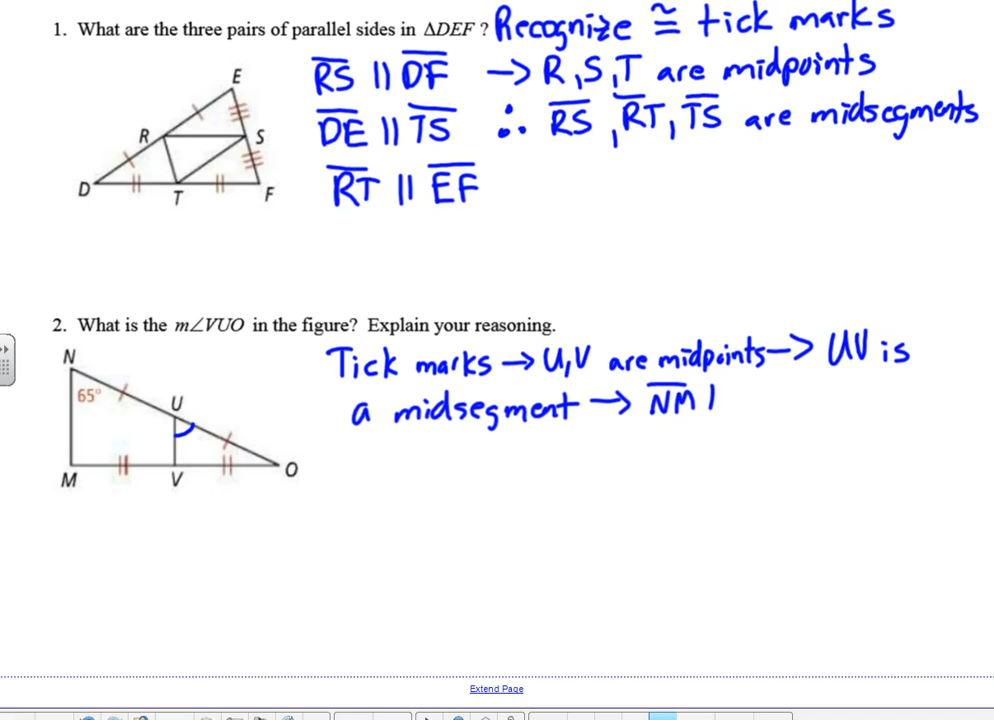 1. What are the three pairs of parallel sides in ΔDEF ? Recognize ≅ tick marks
RS || DF → R, S, T are midpoints
DE || TS ∴ RS, RT, TS are midsegments
RT || EF
E
R
S
D
T
F
2. What is the m∠VUO in the figure? Explain your reasoning.
Tick marks → U, V are midpoints → UV is
a midsegment → NM |
N
65°
U
O
M
V
Extend Page